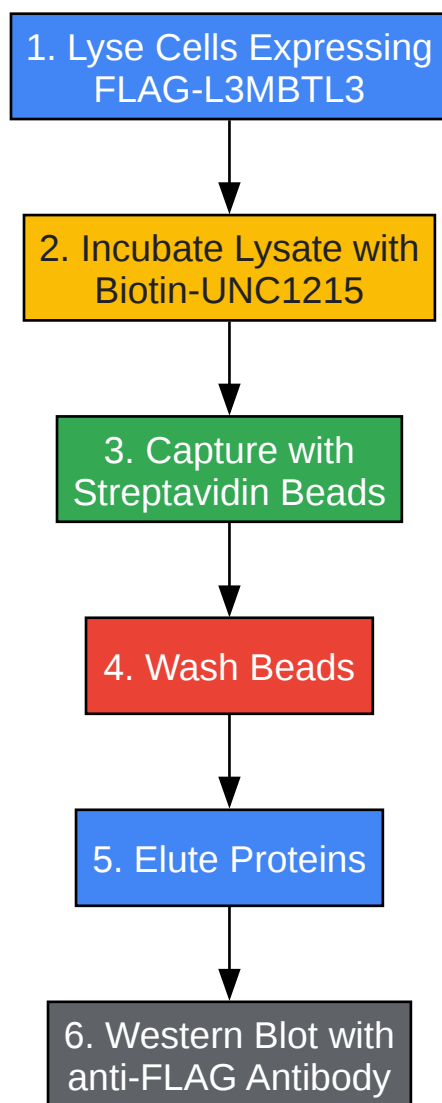 1. Lyse Cells Expressing
FLAG-L3MBTL3
2. Incubate Lysate with
Biotin-UNC1215
3. Capture with
Streptavidin Beads
4. Wash Beads
5. Elute Proteins
6. Western Blot with
anti-FLAG Antibody